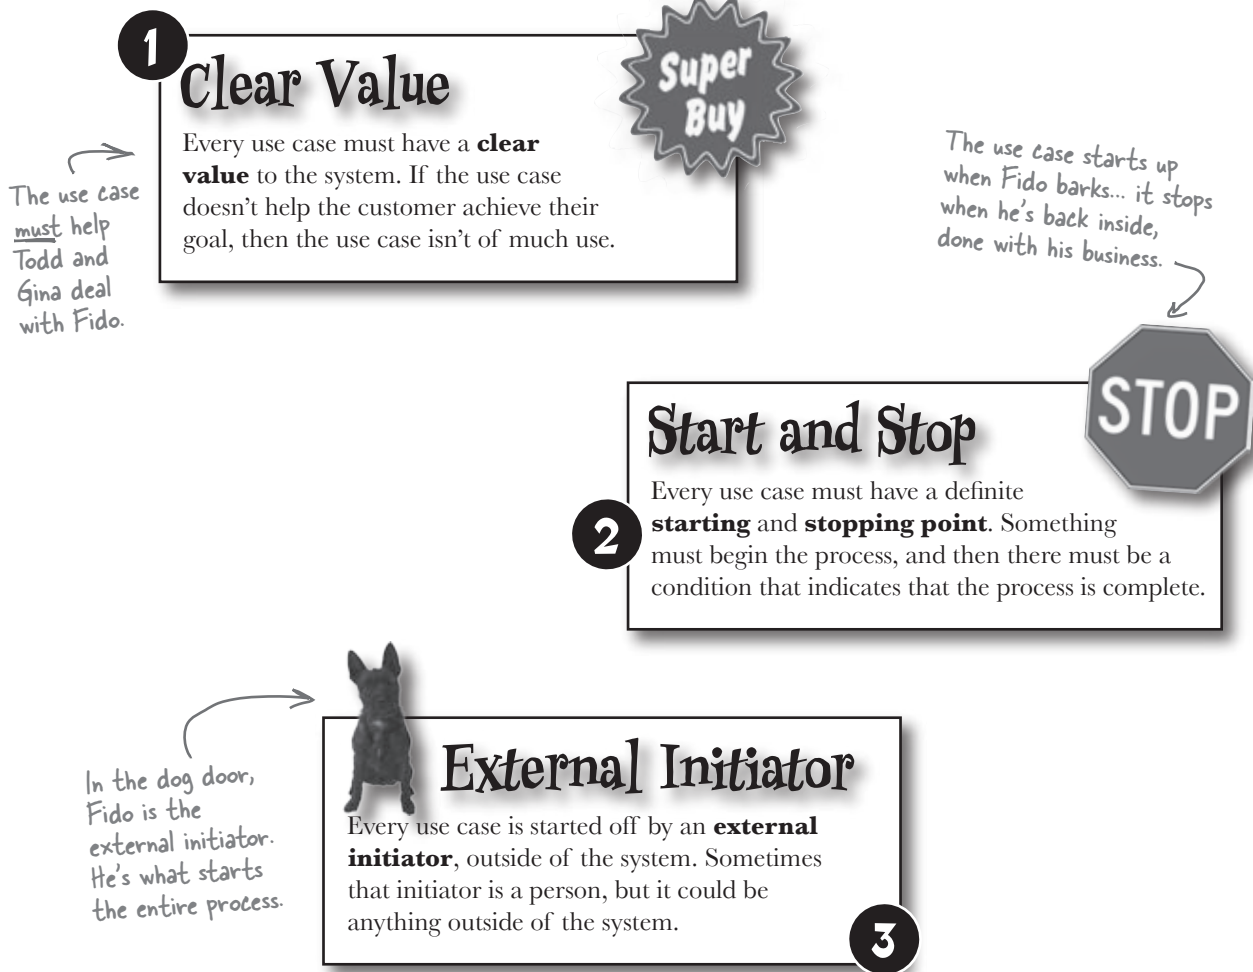 1
Clear Value
Super
Buy
Every use case must have a clear
value to the system. If the use case
doesn't help the customer achieve their
goal, then the use case isn't of much use.
The use case
must help
Todd and
Gina deal
with Fido.
The use case starts up
when Fido barks... it stops
when he's back inside,
done with his business.
STOP
Start and Stop
2
Every use case must have a definite
starting and stopping point. Something
must begin the process, and then there must be a
condition that indicates that the process is complete.
In the dog door,
Fido is the
external initiator.
He's what starts
the entire process.
External Initiator
Every use case is started off by an external
initiator, outside of the system. Sometimes
that initiator is a person, but it could be
anything outside of the system.
3